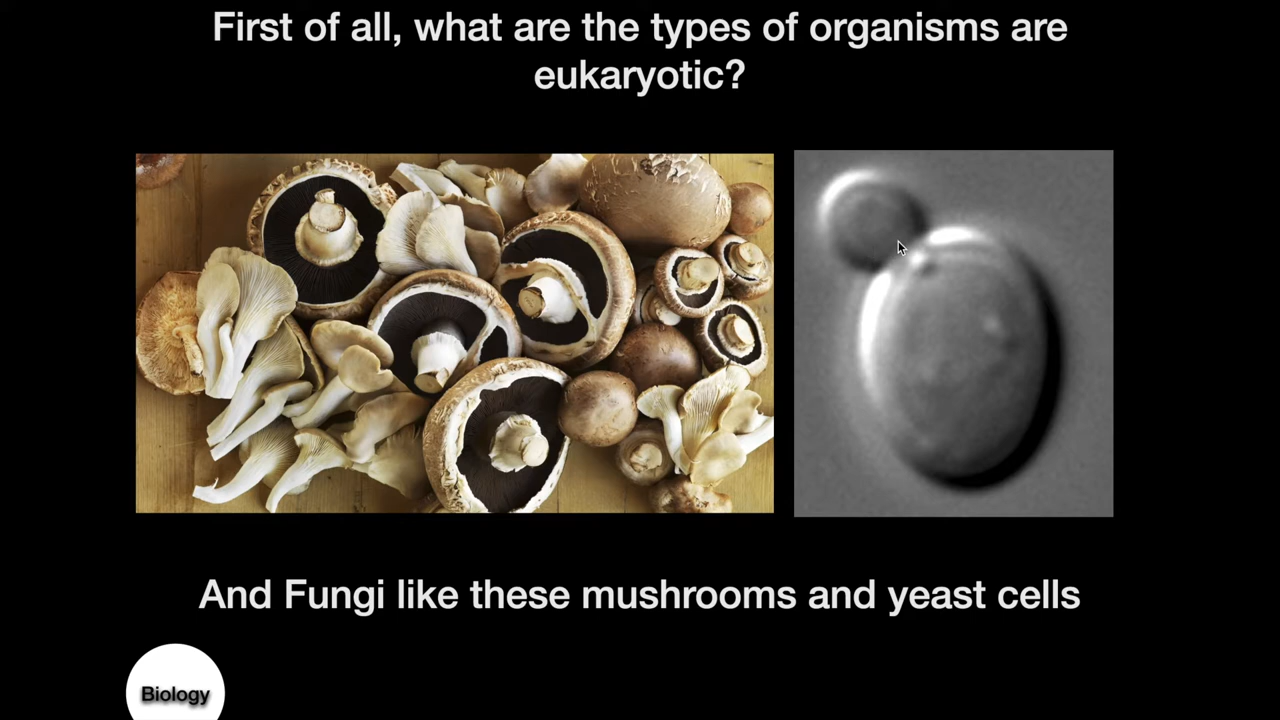 First of all, what are the types of organisms are
eukaryotic?
And Fungi like these mushrooms and yeast cells
Biology